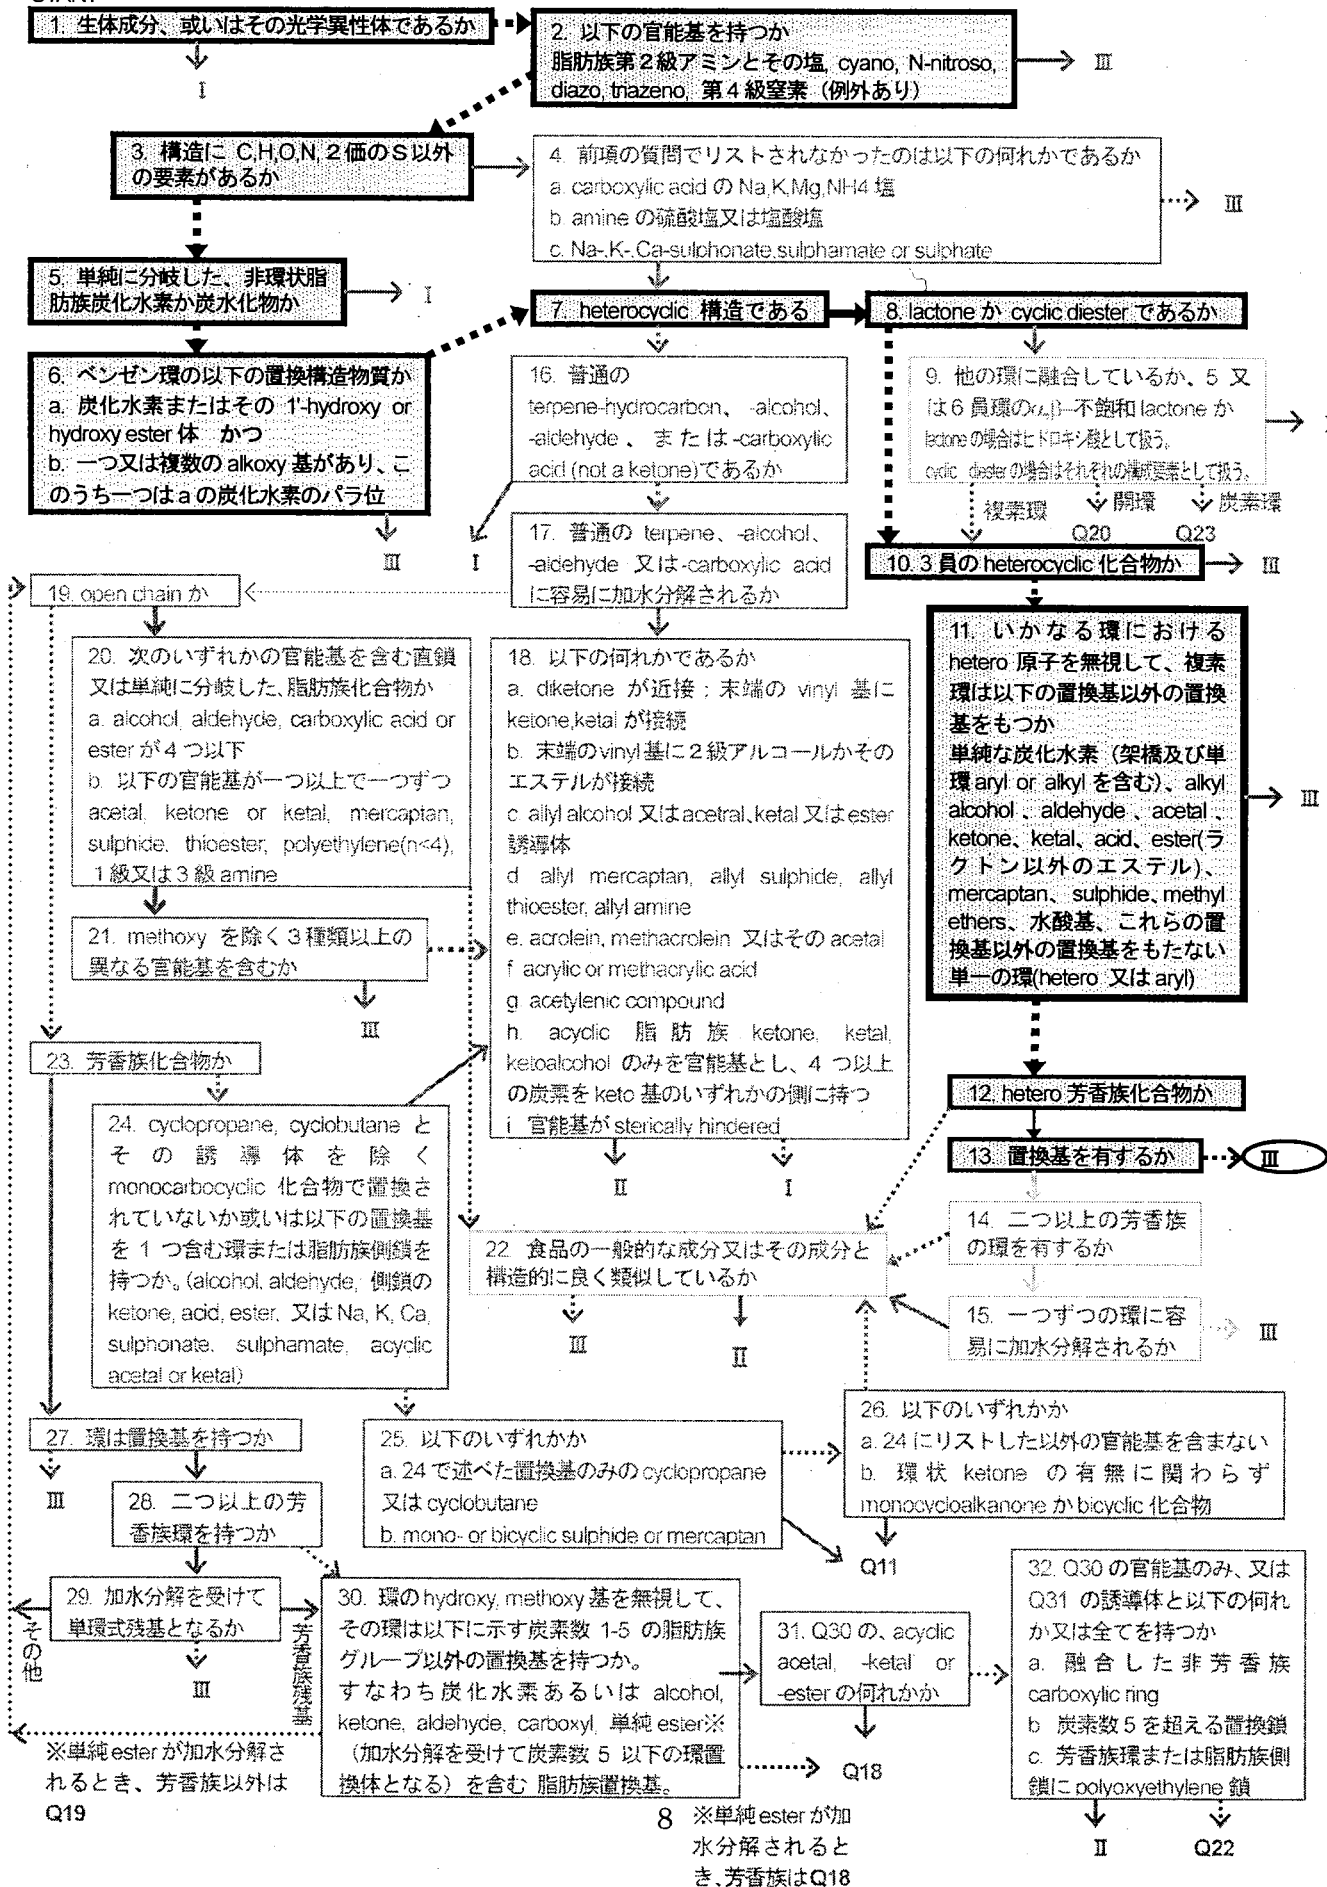 1. 生体成分、或いはその光学異性体であるか
I
2. 以下の官能基を持つか
脂肪族第2級アミンとその塩, cyano, N-nitroso,
diazo, triazeno, 第4級窒素（例外あり）
III
3. 構造に C,H,O,N,2価のS以外
の要素があるか
4. 前項の質問でリストされなかったのは以下の何れかであるか
a. carboxylic acid の Na,K,Mg,NH4 塩
b. amine の硫酸塩又は塩酸塩
c. Na-,K-,Ca-sulphonate,sulphamate or sulphate
III
5. 単純に分岐した、非環状脂
肪族炭化水素か炭水化物か
I
6. ベンゼン環の以下の置換構造物質か
a. 炭化水素またはその 1'-hydroxy or
hydroxy ester 体　かつ
b. 一つ又は複数の alkoxy 基があり、こ
のうち一つは a の炭化水素のパラ位
III
7. heterocyclic 構造である
8. lactone か cyclic diester であるか
9. 他の環に融合しているか、5 又
は6 員環のα,β-不飽和 lactone か
lactone の場合はヒドロキシ酸として扱う。
cyclic diester の場合はそれぞれの構成要素として扱う。
複素環
開環
炭素環
Q20
Q23
10. 3 員の heterocyclic 化合物か
III
11. いかなる環における
hetero 原子を無視して、複素
環は以下の置換基以外の置換
基をもつか
単純な炭化水素（架橋及び単
環 aryl or alkyl を含む）、alkyl
alcohol、aldehyde、acetal、
ketone、ketal、acid、ester(ラ
クトン以外のエステル)、
mercaptan、sulphide、methyl
ethers、水酸基、これらの置
換基以外の置換基をもたない
単一の環(hetero 又は aryl)
III
12. hetero 芳香族化合物か
13. 置換基を有するか
III
14. 二つ以上の芳香族
の環を有するか
15. 一つずつの環に容
易に加水分解されるか
III
16. 普通の
terpene-hydrocarbon、-alcohol、
-aldehyde、または-carboxylic
acid (not a ketone)であるか
I
17. 普通の terpene、-alcohol、
-aldehyde 又は-carboxylic acid
に容易に加水分解されるか
18. 以下の何れかであるか
a. diketone が近接；末端の vinyl 基に
ketone,ketal が接続
b. 末端のvinyl 基に2級アルコールかその
エステルが接続
c. allyl alcohol 又は acetral、ketal 又は ester
誘導体
d. allyl mercaptan, allyl sulphide, allyl
thioester, allyl amine
e. acrolein, methacrolein 又はその acetal
f. acrylic or methacrylic acid
g. acetylenic compound
h. acyclic 脂肪族 ketone, ketal,
ketoalcohol のみを官能基とし、4 つ以上
の炭素を keto 基のいずれかの側に持つ
i. 官能基が sterically hindered
II
I
19. open chain か
20. 次のいずれかの官能基を含む直鎖
又は単純に分岐した、脂肪族化合物か
a. alcohol, aldehyde, carboxylic acid or
ester が 4 つ以下
b. 以下の官能基が一つ以上で一つずつ
acetal, ketone or ketal, mercaptan,
sulphide, thioester, polyethylene(n<4),
1級又は3級 amine
21. methoxy を除く3種類以上の
異なる官能基を含むか
III
22. 食品の一般的な成分又はその成分と
構造的に良く類似しているか
III
II
23. 芳香族化合物か
24. cyclopropane, cyclobutane と
その誘導体を除く
monocarbocyclic 化合物で置換さ
れていないか或いは以下の置換基
を 1 つ含む環または脂肪族側鎖を
持つか。(alcohol, aldehyde, 側鎖の
ketone, acid, ester, 又は Na, K, Ca,
sulphonate, sulphamate, acyclic
acetal or ketal)
25. 以下のいずれかか
a. 24 で述べた置換基のみの cyclopropane
又は cyclobutane
b. mono- or bicyclic sulphide or mercaptan
26. 以下のいずれかか
a. 24 にリストした以外の官能基を含まない
b. 環状 ketone の有無に関わらず
monocycloalkanone か bicyclic 化合物
Q11
27. 環は置換基を持つか
III
28. 二つ以上の芳
香族環を持つか
29. 加水分解を受けて
単環式残基となるか
その他
芳香族残基
III
30. 環の hydroxy, methoxy 基を無視して、
その環は以下に示す炭素数 1-5 の脂肪族
グループ以外の置換基を持つか。
すなわち炭化水素あるいは alcohol,
ketone, aldehyde, carboxyl, 単純 ester※
（加水分解を受けて炭素数 5 以下の環置
換体となる）を含む 脂肪族置換基。
31. Q30 の、acyclic
acetal, -ketal or
-ester の何れかか
Q18
32. Q30 の官能基のみ、又は
Q31 の誘導体と以下の何れ
か又は全てを持つか
a. 融合した非芳香族
carboxylic ring
b. 炭素数 5 を超える置換鎖
c. 芳香族環または脂肪族側
鎖に polyoxyethylene 鎖
II
Q22
※単純 ester が加水分解さ
れるとき、芳香族以外は
Q19
8
※単純 ester が加
水分解されると
き、芳香族はQ18